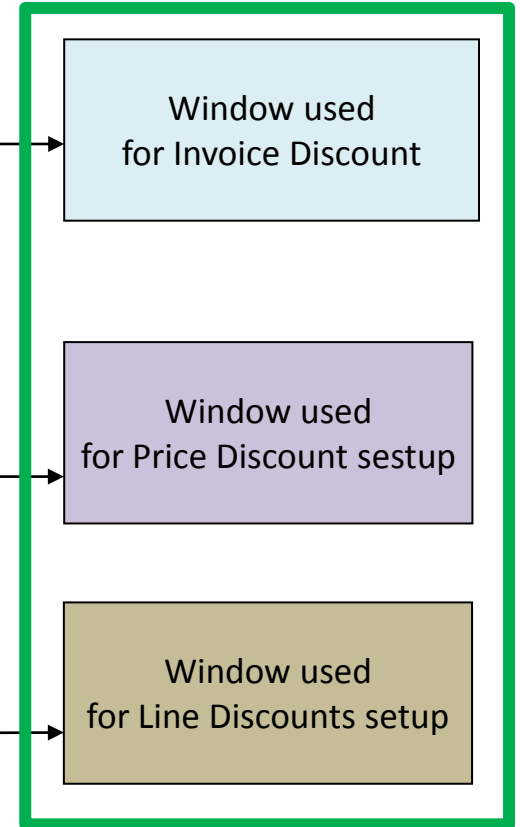 Window used
for Invoice Discount
Window used
for Price Discount sestup
Window used
for Line Discounts setup